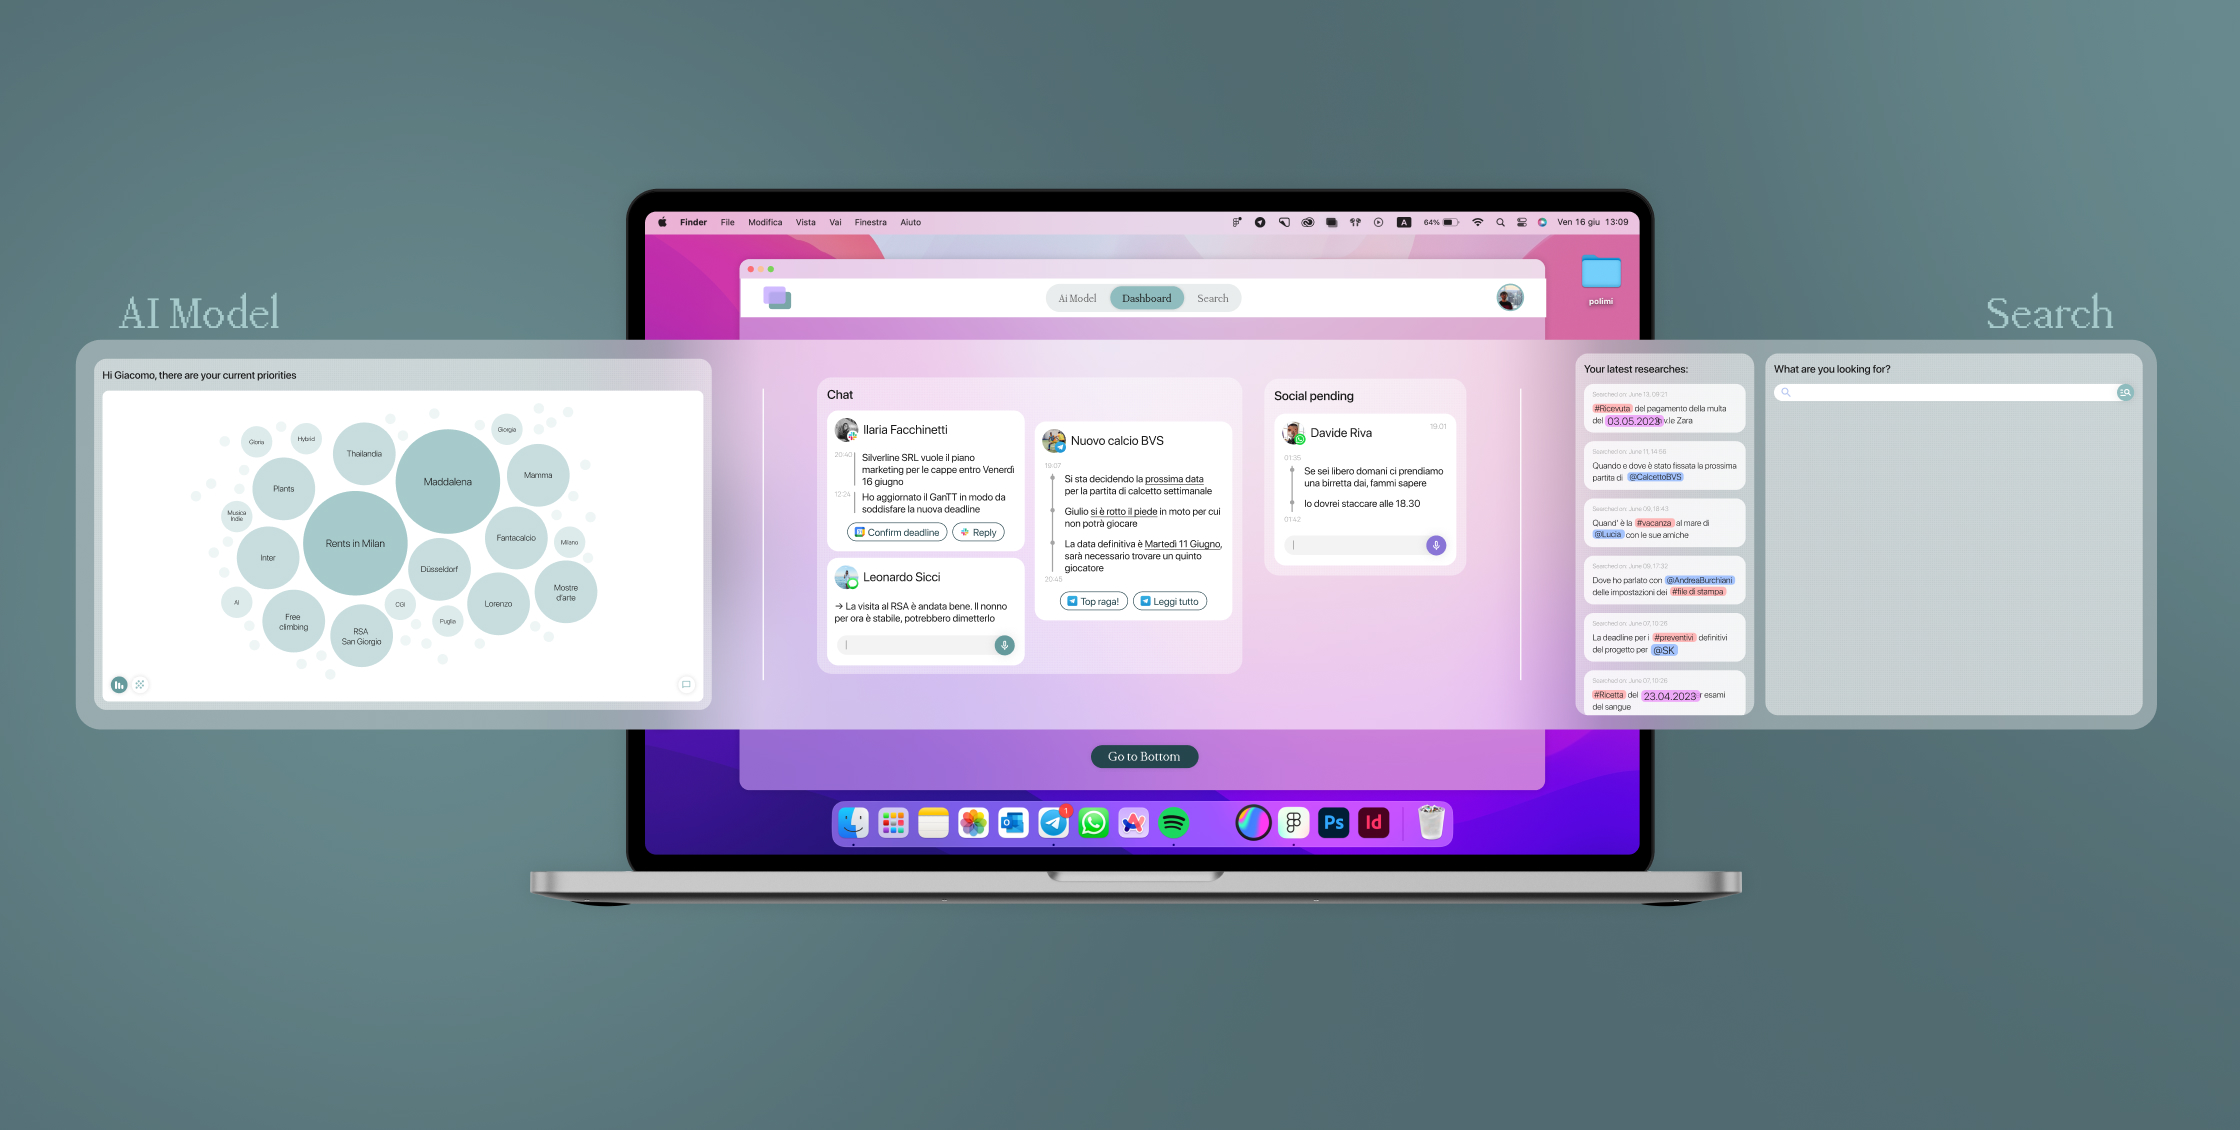 Finder File Modifica Vista Vai Finestra Aiuto
A 64% Ven 16 giu 13:09
polimi
Ai Model Dashboard Search
AI Model
Hi Giacomo, there are your current priorities
Giorgia
Gloria
Hybrid
Thailandia
Maddalena
Mamma
Plants
Musica
Indie
Rents in Milan
Fantacalcio
Milano
Inter
Düsseldorf
AI
CGI
Lorenzo
Mostre
d'arte
Free
climbing
Puglia
RSA
San Giorgio
Chat
Ilaria Facchinetti
20:40
Silverline SRL vuole il piano
marketing per le cappe entro Venerdì
16 giugno
12:24
Ho aggiornato il GanTT in modo da
soddisfare la nuova deadline
Confirm deadline Reply
Leonardo Sicci
→ La visita al RSA è andata bene. Il nonno
per ora è stabile, potrebbero dimetterlo
Nuovo calcio BVS
19:07
Si sta decidendo la prossima data
per la partita di calcetto settimanale
Giulio si è rotto il piede in moto per cui
non potrà giocare
La data definitiva è Martedì 11 Giugno,
sarà necessario trovare un quinto
giocatore
20:45
Top raga! Leggi tutto
Social pending
Davide Riva 19:01
01:35
Se sei libero domani ci prendiamo
una birretta dai, fammi sapere
Io dovrei staccare alle 18.30
01:42
Go to Bottom
Search
Your latest researches:
Searched on: June 13, 09:21
#Ricevuta del pagamento della multa
del 03.05.2023 v.le Zara
Searched on: June 11, 14:56
Quando e dove è stato fissata la prossima
partita di @CalcettoBVS
Searched on: June 09, 18:43
Quand' è la #vacanza al mare di
@Lucia con le sue amiche
Searched on: June 09, 17:32
Dove ho parlato con @AndreaBurchiani
delle impostazioni dei #file di stampa
Searched on: June 07, 10:29
La deadline per i #preventivi definitivi
del progetto per @SK
Searched on: June 07, 10:26
#Ricetta del 23.04.2023 r esami
del sangue
What are you looking for?
1
Ps Id